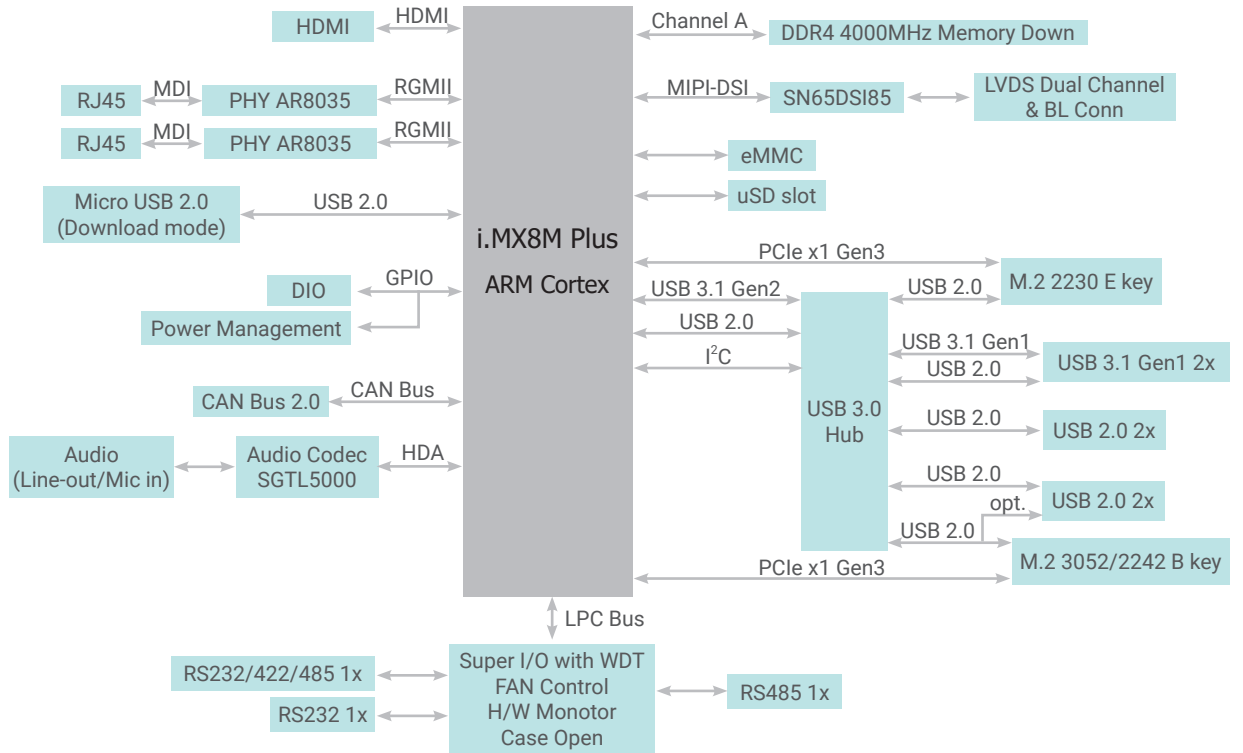 HDMI
HDMI
RJ45
MDI
PHY AR8035
RGMII
RJ45
MDI
PHY AR8035
RGMII
Micro USB 2.0
(Download mode)
USB 2.0
DIO
GPIO
Power Management
CAN Bus 2.0
CAN Bus
Audio
(Line-out/Mic in)
Audio Codec
SGTL5000
HDA
i.MX8M Plus
ARM Cortex
Channel A
DDR4 4000MHz Memory Down
MIPI-DSI
SN65DSI85
LVDS Dual Channel
& BL Conn
eMMC
uSD slot
PCIe x1 Gen3
M.2 2230 E key
USB 3.1 Gen2
USB 2.0
I²C
USB 3.0
Hub
USB 2.0
USB 3.1 Gen1
USB 2.0
USB 3.1 Gen1 2x
USB 2.0
USB 2.0 2x
USB 2.0
opt.
USB 2.0 2x
USB 2.0
M.2 3052/2242 B key
PCIe x1 Gen3
LPC Bus
Super I/O with WDT
FAN Control
H/W Monotor
Case Open
RS232/422/485 1x
RS232 1x
RS485 1x